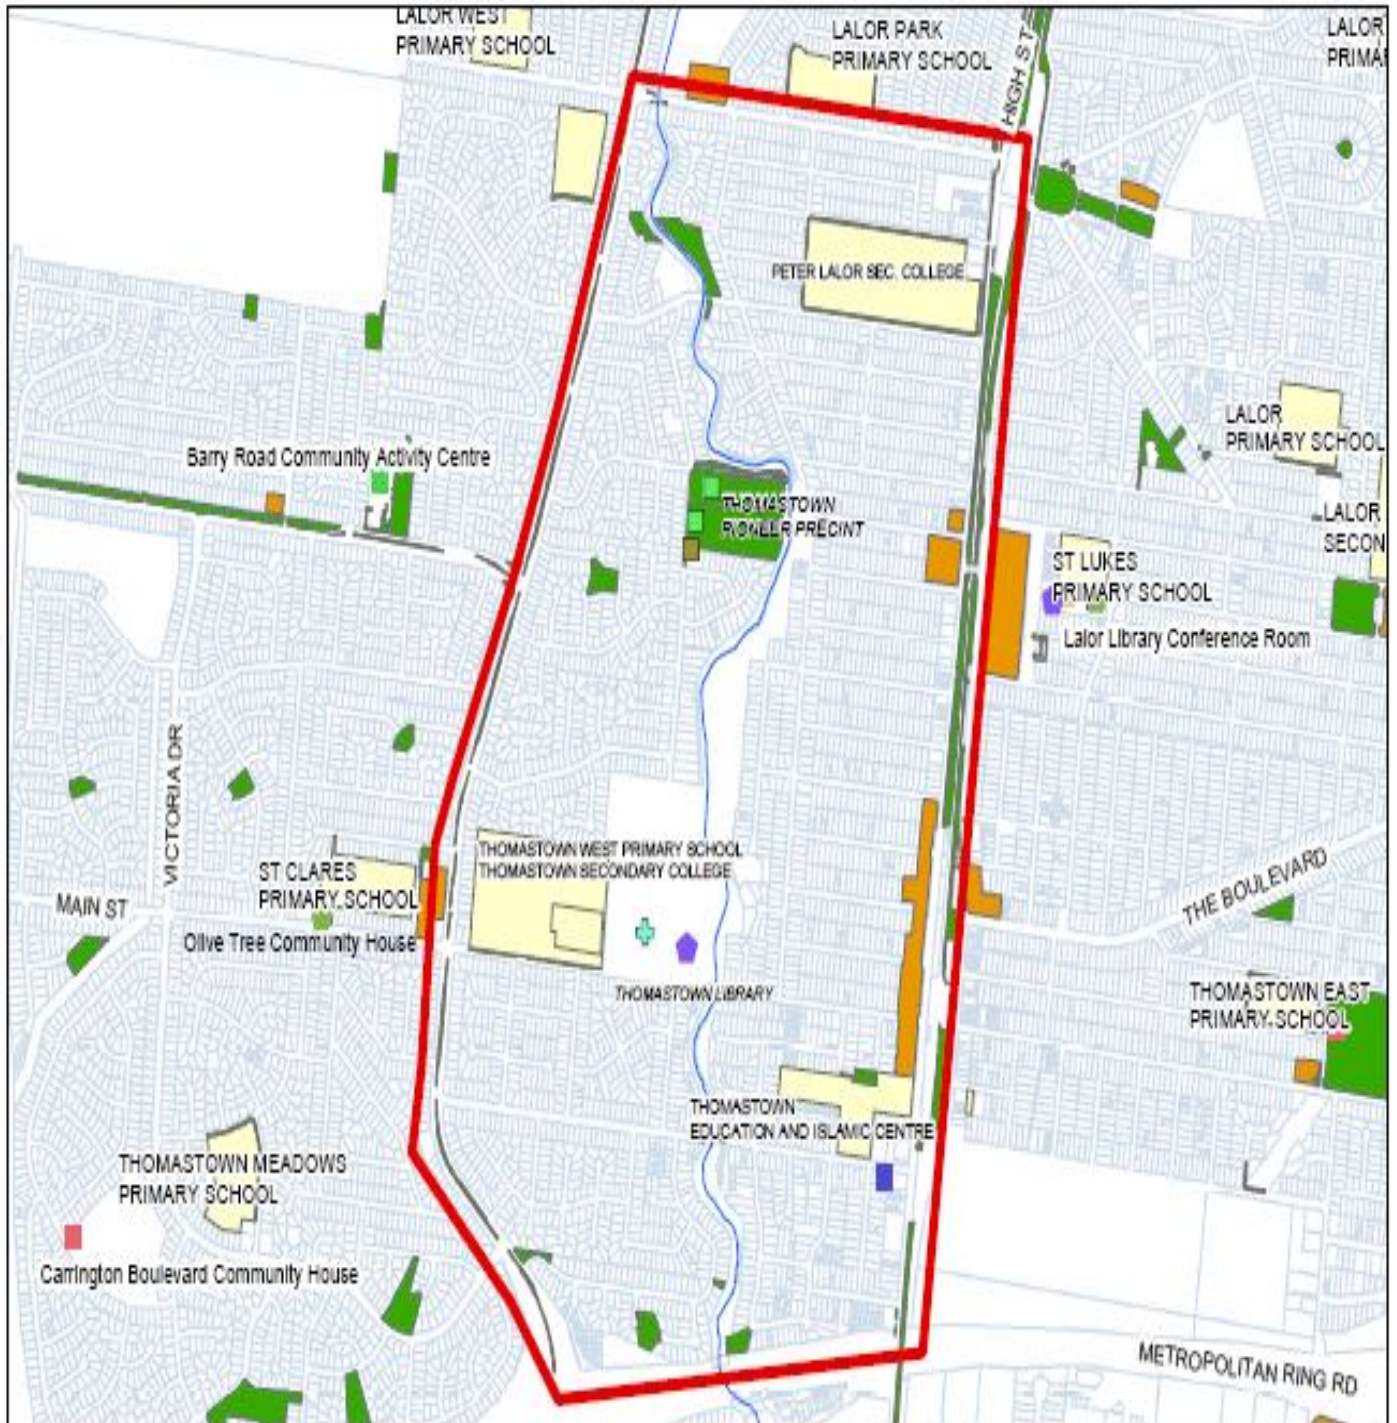 LALOR WEST
PRIMARY SCHOOL
LALOR PARK
PRIMARY SCHOOL
HIGH ST
LALOR
PRIMA
PETER LALOR SEC. COLLEGE
LALOR
PRIMARY SCHOOL
Barry Road Community Activity Centre
THOMASTOWN
PIONEER PRECINT
LALOR
SECON
ST LUKES
PRIMARY SCHOOL
Lalor Library Conference Room
VICTORIA DR
THOMASTOWN WEST PRIMARY SCHOOL
THOMASTOWN SECONDARY COLLEGE
ST CLARES
PRIMARY SCHOOL
MAIN ST
THE BOULEVARD
Olive Tree Community House
THOMASTOWN LIBRARY
THOMASTOWN EAST
PRIMARY SCHOOL
THOMASTOWN
EDUCATION AND ISLAMIC CENTRE
THOMASTOWN MEADOWS
PRIMARY SCHOOL
Carrington Boulevard Community House
METROPOLITAN RING RD